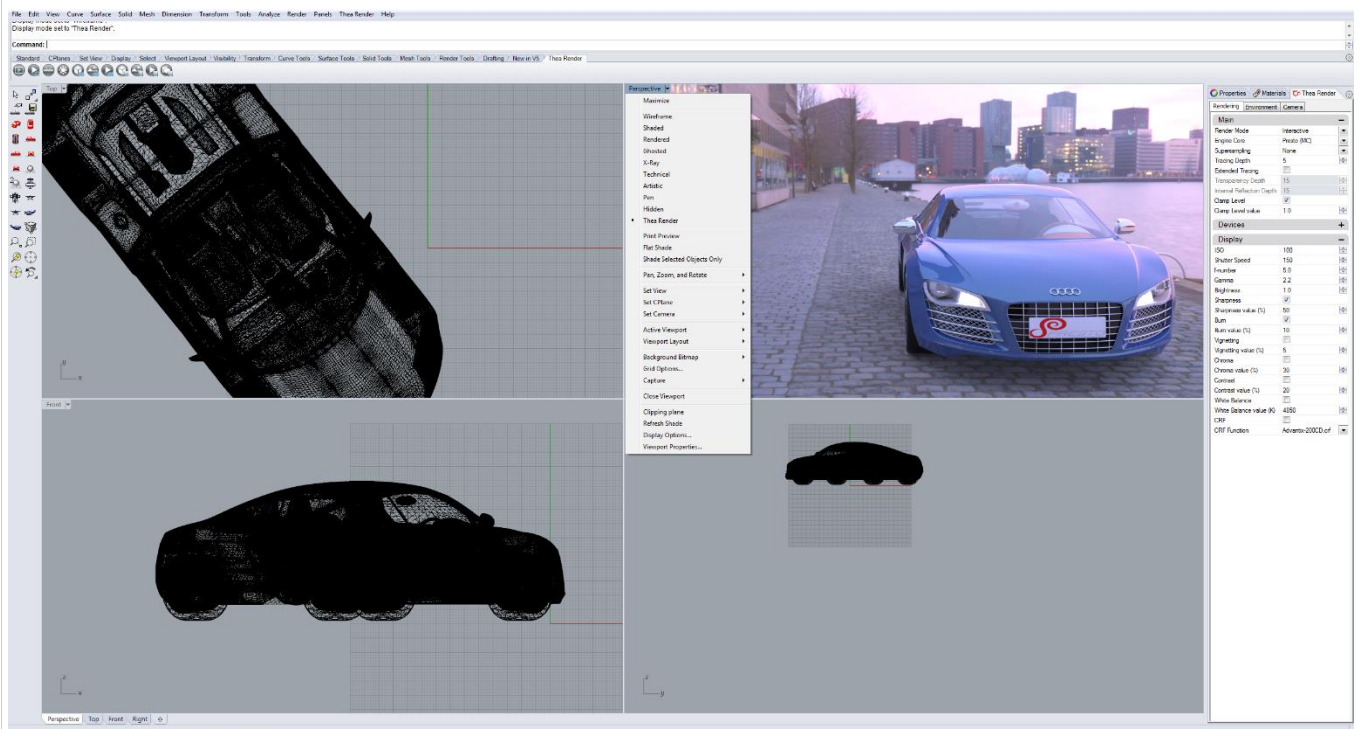 File Edit View Curve Surface Solid Mesh Dimension Transform Tools Analyze Render Panels Thea Render Help
Display mode set to "Thea Render".
Command:
Standard CPlanes Set View Display Select Viewport Layout Visibility Transform Curve Tools Surface Tools Solid Tools Mesh Tools Render Tools Drafting New in V5 Thea Render
Top
Perspective
Maximize
Wireframe
Shaded
Rendered
Ghosted
X-Ray
Technical
Artistic
Pen
Hidden
Thea Render
Print Preview
Flat Shade
Shade Selected Objects Only
Pan, Zoom, and Rotate
Set View
Set CPlane
Set Camera
Active Viewport
Viewport Layout
Background Bitmap
Grid Options...
Capture
Close Viewport
Clipping plane
Refresh Shade
Display Options...
Viewport Properties...
Properties Materials Thea Render
Rendering Environment Camera
Main
Render Mode Interactive
Engine Core Presto (MC)
Supersampling None
Tracing Depth 5
Extended Tracing
Transparency Depth 15
Internal Reflection Depth 15
Clamp Level
Clamp Level value 1.0
Devices
Display
ISO 100
Shutter Speed 150
f-number 5.0
Gamma 2.2
Brightness 1.0
Sharpness
Sharpness value (%) 50
Burn
Burn value (%) 10
Vignetting
Vignetting value (%) 5
Chroma
Chroma value (%) 30
Contrast
Contrast value (%) 20
White Balance
White Balance value (K) 4850
CRF
CRF Function Advantix-200CD.crf
y
x
Front
z
x
z
y
Perspective Top Front Right